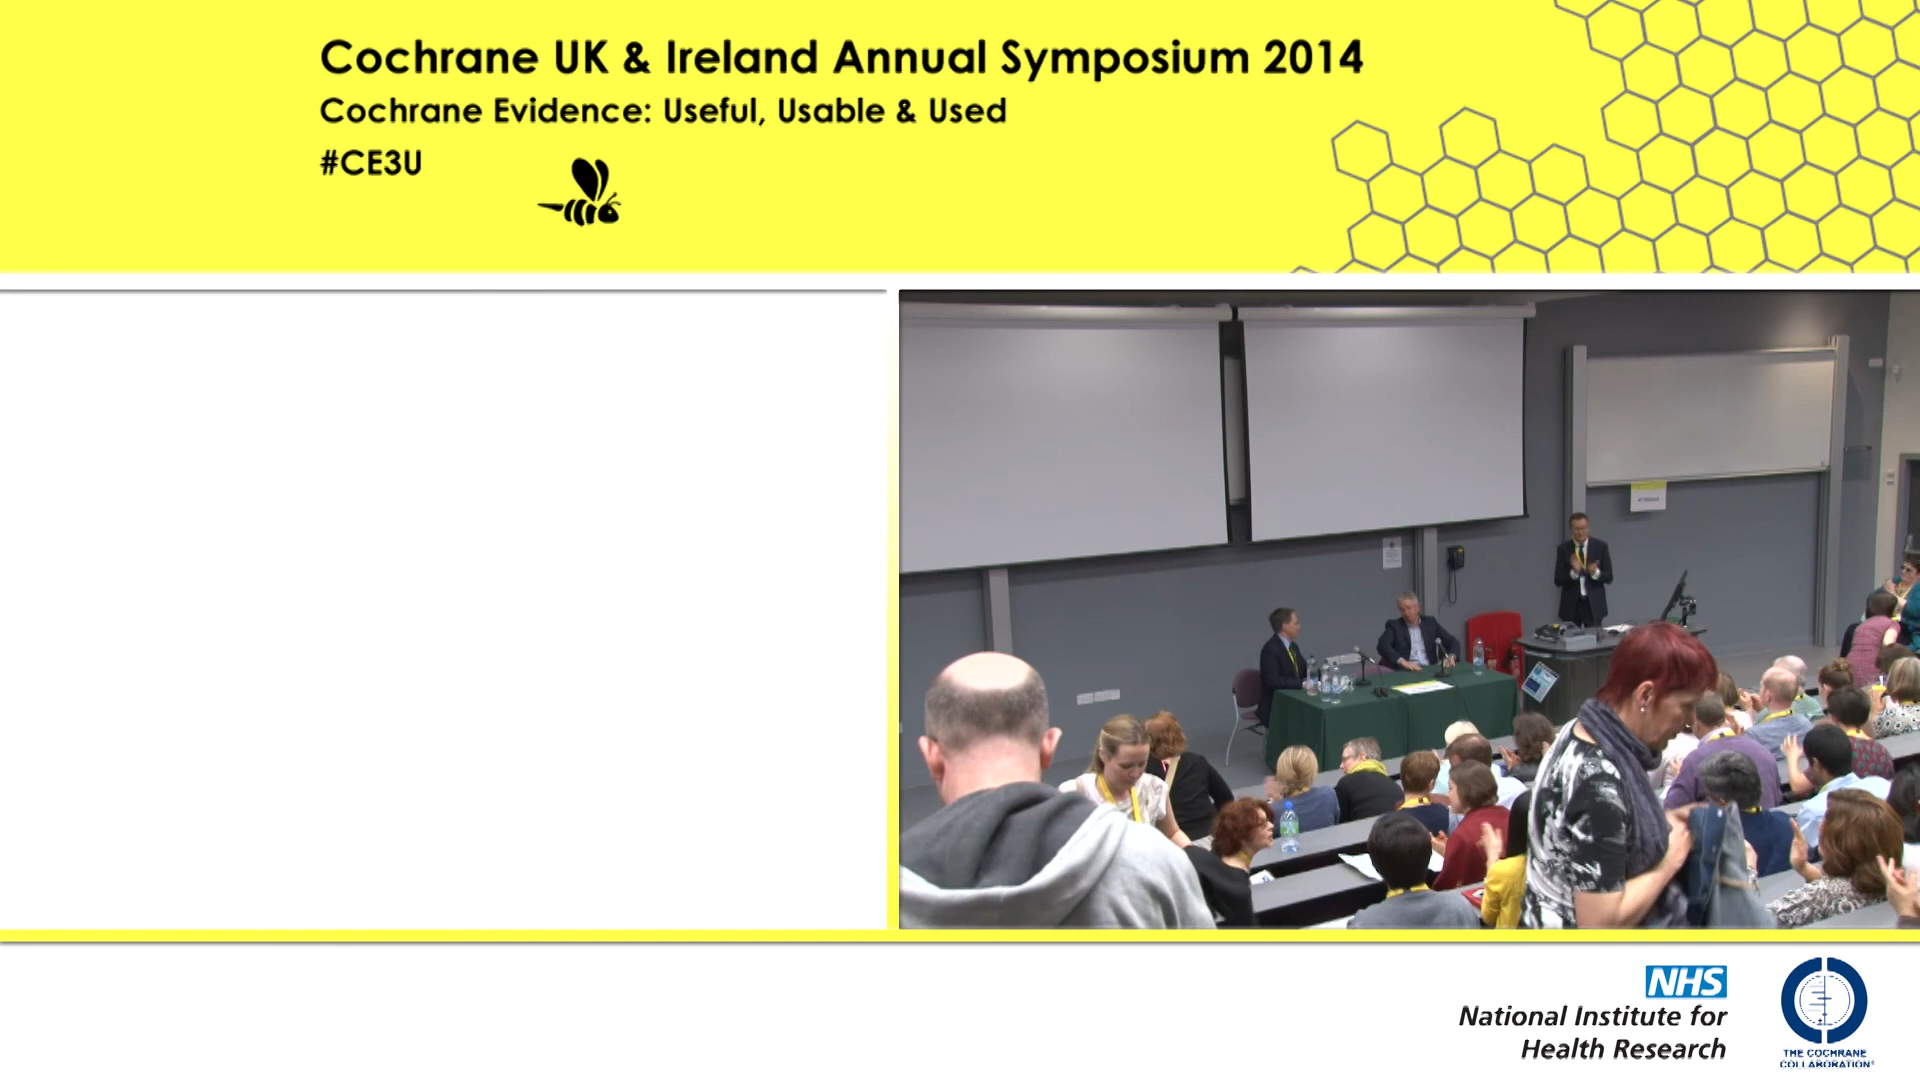 Cochrane UK & Ireland Annual Symposium 2014
Cochrane Evidence: Useful, Usable & Used
#CE3U
NHS
National Institute for
Health Research
THE COCHRANE
COLLABORATION®